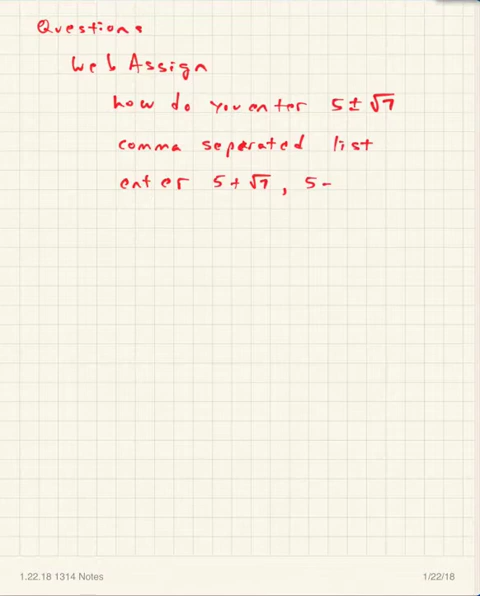 Questions
Web Assign
how do you enter 5 ± √7
comma separated list
enter 5 + √7, 5 -
1.22.18 1314 Notes
1/22/18